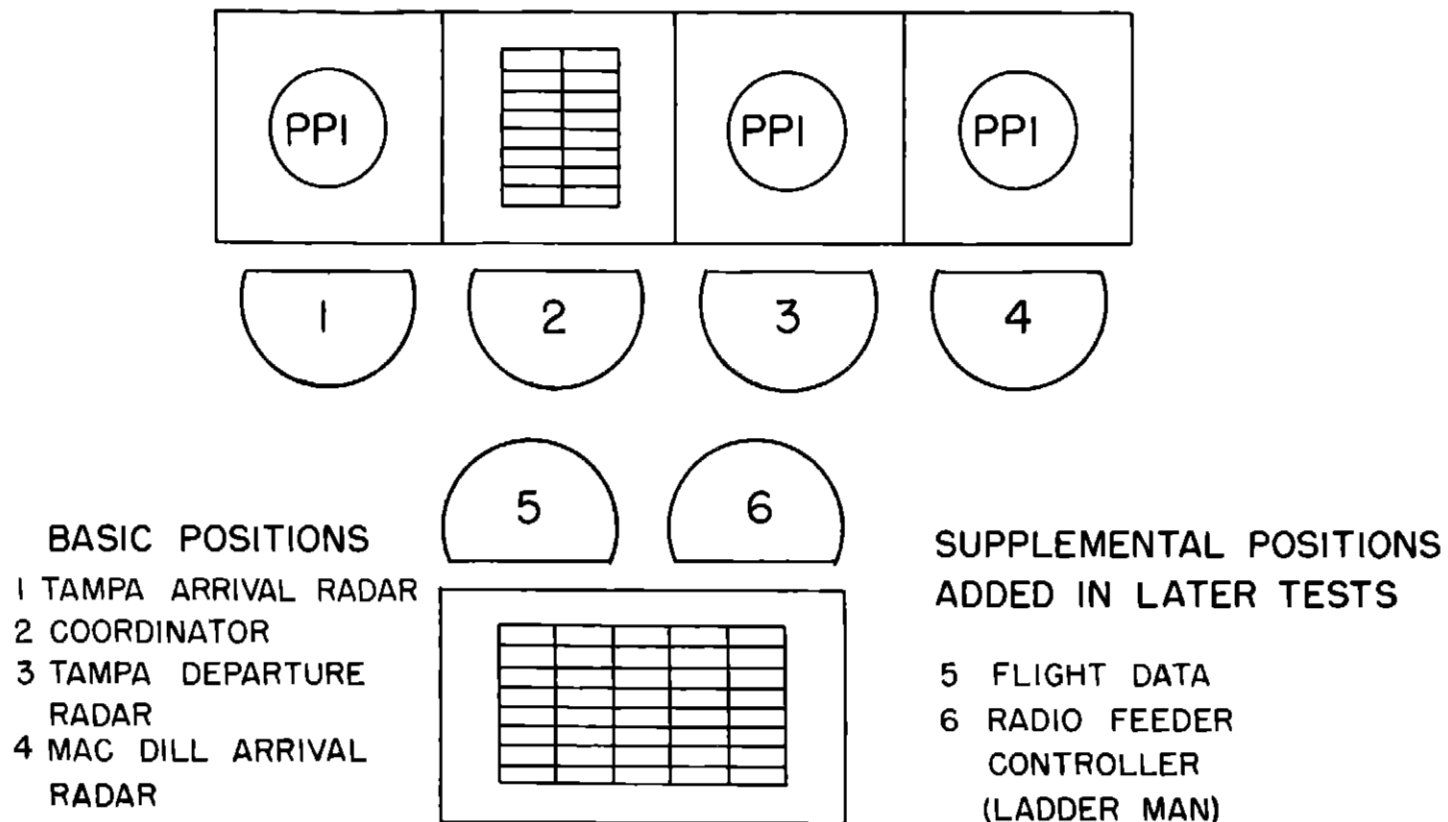 PPI
PPI
PPI
1
2
3
4
5
6
BASIC POSITIONS
1 TAMPA ARRIVAL RADAR
2 COORDINATOR
3 TAMPA DEPARTURE
RADAR
4 MAC DILL ARRIVAL
RADAR
SUPPLEMENTAL POSITIONS
ADDED IN LATER TESTS
5 FLIGHT DATA
6 RADIO FEEDER
CONTROLLER
(LADDER MAN)